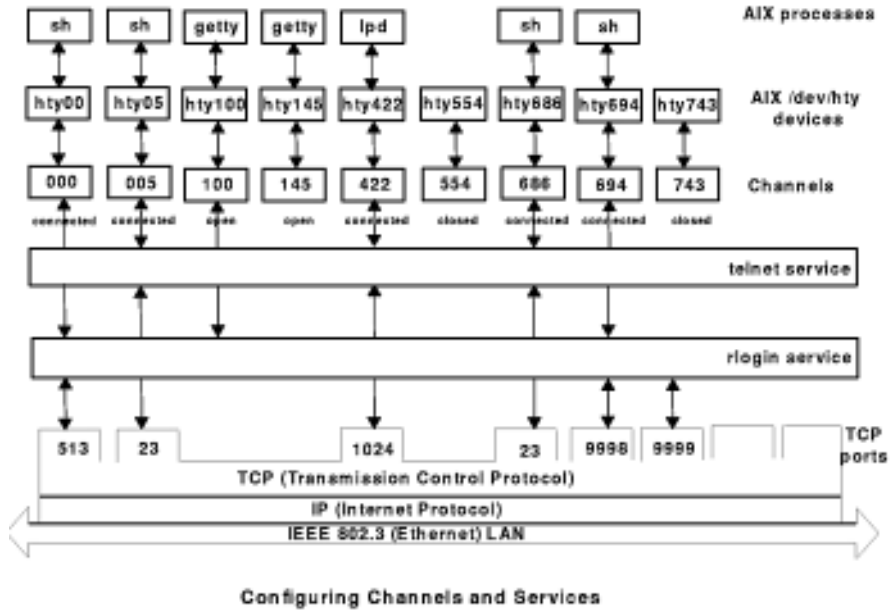 sh sh getty getty lpd sh sh AIX processes
hty00 hty05 hty100 hty145 hty422 hty554 hty686 hty694 hty743 AIX /dev/hty
devices
000 005 100 145 422 554 686 694 743 Channels
connected connected open open connected closed connected connected closed
telnet service
rlogin service
513 23 1024 23 9998 9999 TCP
ports
TCP (Transmission Control Protocol)
IP (Internet Protocol)
IEEE 802.3 (Ethernet) LAN
Configuring Channels and Services